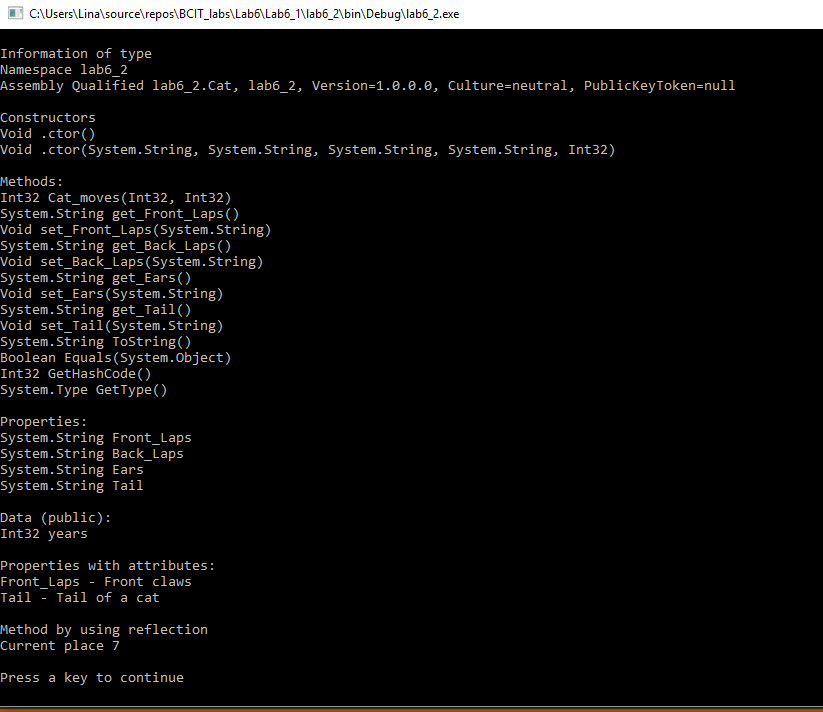 C:\Users\Lina\source\repos\BCIT_labs\Lab6\Lab6_1\lab6_2\bin\Debug\lab6_2.exe
Information of type
Namespace lab6_2
Assembly Qualified lab6_2.Cat, lab6_2, Version=1.0.0.0, Culture=neutral, PublicKeyToken=null
Constructors
Void .ctor()
Void .ctor(System.String, System.String, System.String, System.String, Int32)
Methods:
Int32 Cat_moves(Int32, Int32)
System.String get_Front_Laps()
Void set_Front_Laps(System.String)
System.String get_Back_Laps()
Void set_Back_Laps(System.String)
System.String get_Ears()
Void set_Ears(System.String)
System.String get_Tail()
Void set_Tail(System.String)
System.String ToString()
Boolean Equals(System.Object)
Int32 GetHashCode()
System.Type GetType()
Properties:
System.String Front_Laps
System.String Back_Laps
System.String Ears
System.String Tail
Data (public):
Int32 years
Properties with attributes:
Front_Laps - Front claws
Tail - Tail of a cat
Method by using reflection
Current place 7
Press a key to continue